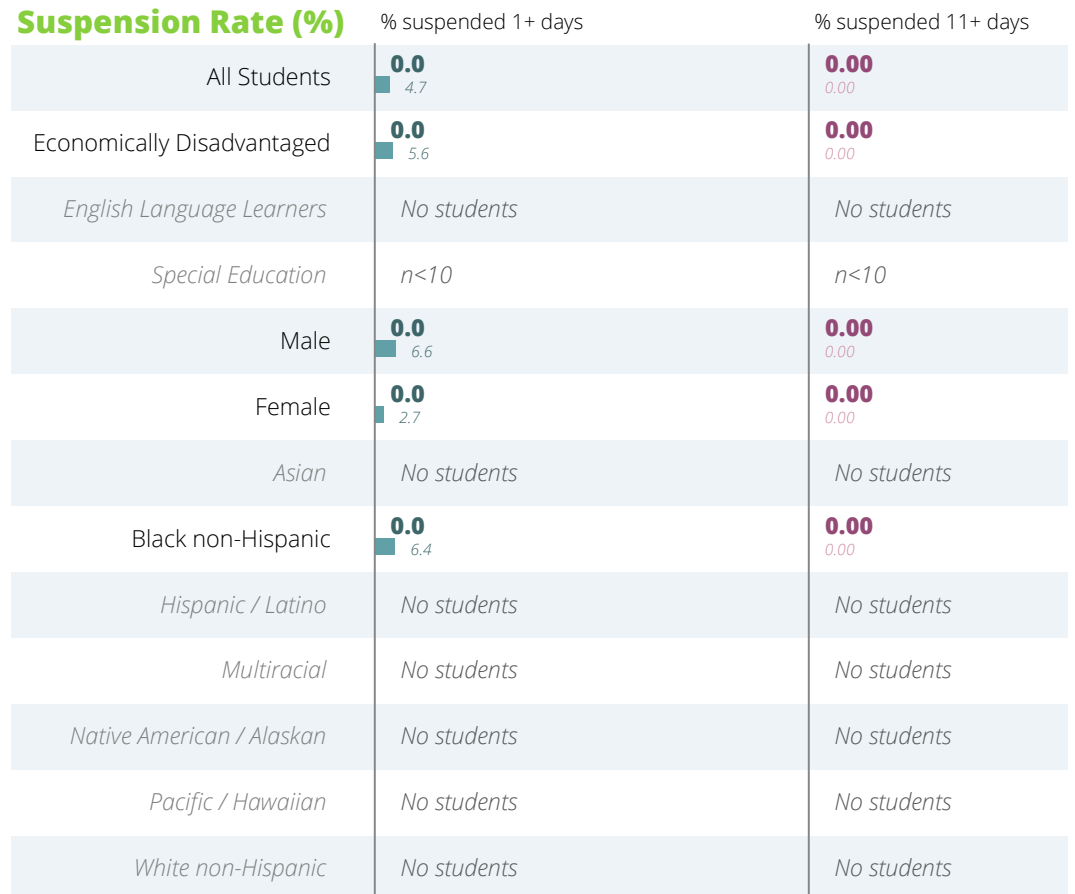 Suspension Rate (%) % suspended 1+ days % suspended 11+ days
All Students 0.0 0.00
4.7 0.00
Economically Disadvantaged 0.0 0.00
5.6 0.00
English Language Learners No students No students
Special Education n<10 n<10
Male 0.0 0.00
6.6 0.00
Female 0.0 0.00
2.7 0.00
Asian No students No students
Black non-Hispanic 0.0 0.00
6.4 0.00
Hispanic / Latino No students No students
Multiracial No students No students
Native American / Alaskan No students No students
Pacific / Hawaiian No students No students
White non-Hispanic No students No students